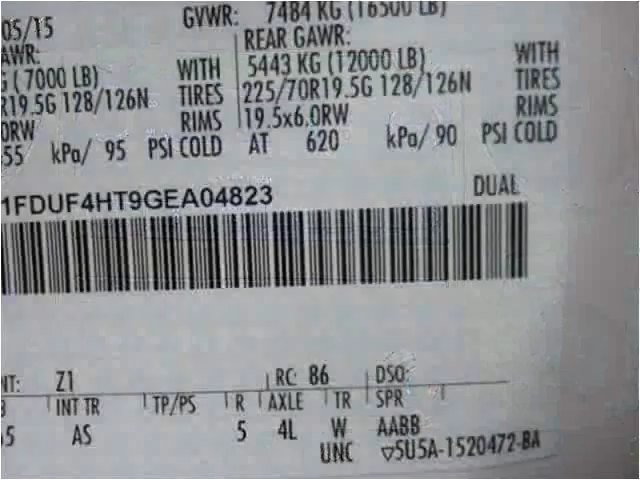 05/15 GVWR: 7484 KG (16500 LB)
GAWR: REAR GAWR:
G (7000 LB) WITH 5443 KG (12000 LB) WITH
R19.5G 128/126N TIRES 225/70R19.5G 128/126N TIRES
0RW RIMS 19.5x6.0RW RIMS
55 kPa/ 95 PSI COLD AT 620 kPa/ 90 PSI COLD
1FDUF4HT9GEA04823 DUAL
NT: Z1 RC: 86 DSO:
INT TR TP/PS R AXLE TR SPR
5 AS 5 4L W AABB
UNC ▽5U5A-1520472-BA